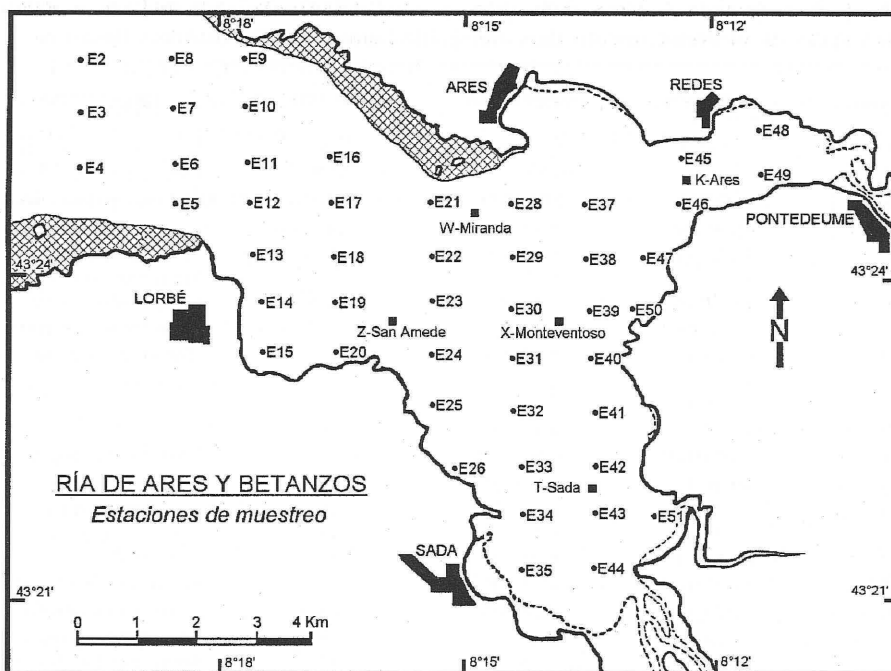 8°18' 8°15' 8°12'
E2 E8 E9
ARES REDES
E3 E7 E10
E48
E4 E6 E11 E16 E45
E49
K-Ares
E5 E12 E17 E21 E28 E37 E46
W-Miranda PONTEDEUME
E13 E18 E22 E29 E38 E47
43°24' 43°24'
LORBÉ E14 E19 E23 E30 E39 E50
Z-San Amede X-Monteventoso N
E15 E20 E24 E31 E40
E25 E32 E41
E26 E33 E42
RÍA DE ARES Y BETANZOS
T-Sada
Estaciones de muestreo E34 E43 E51
SADA E35 E44
43°21' 43°21'
0 1 2 3 4 Km
8°18' 8°15' 8°12'